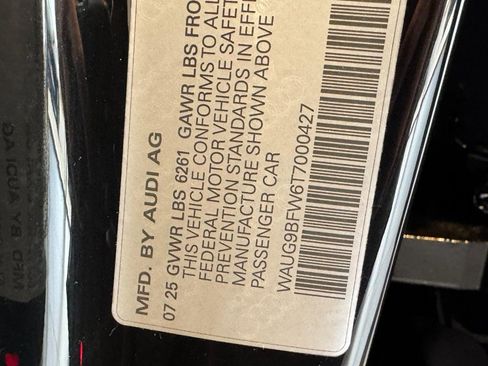 MFD. BY AUDI AG
07 25 GVWR LBS 6261 GAWR LBS FRO
THIS VEHICLE CONFORMS TO ALL
FEDERAL MOTOR VEHICLE SAFET
PREVENTION STANDARDS IN EFF
MANUFACTURE SHOWN ABOVE
PASSENGER CAR
WAUG9BFW6T7000427